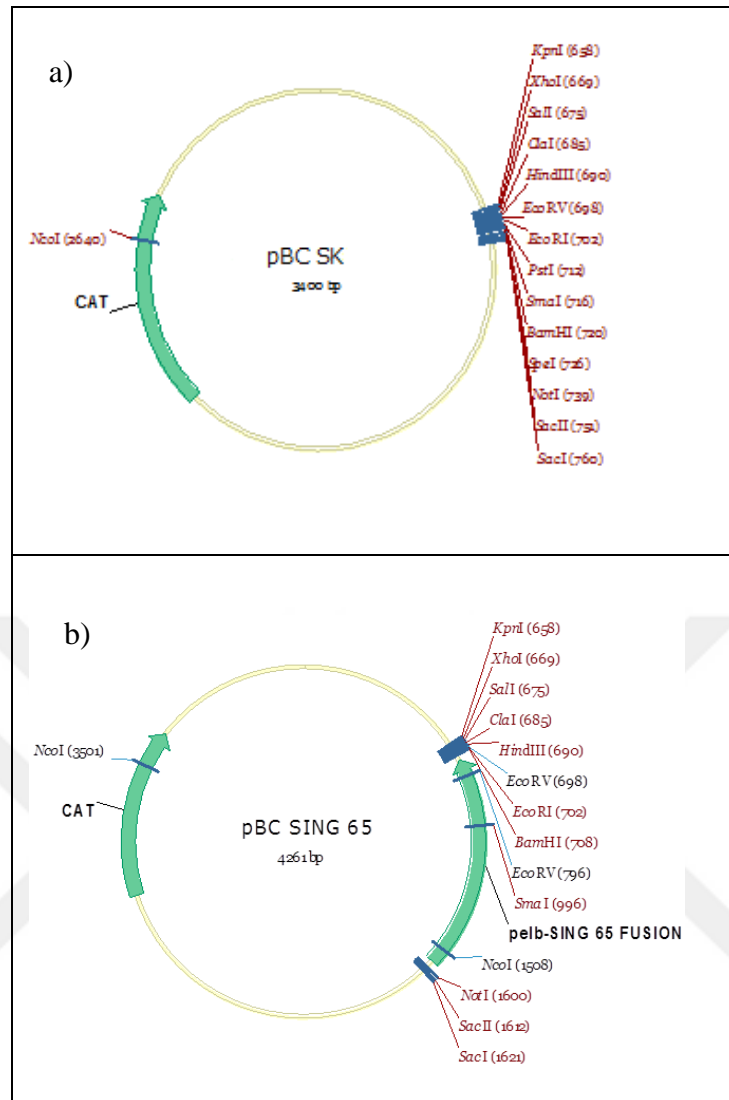 a)
KpnI (658)
XhoI (669)
SalI (675)
ClaI (685)
HindIII (690)
EcoRV (698)
EcoRI (702)
PstI (712)
SmaI (716)
BamHI (720)
SpeI (726)
NotI (739)
SacII (751)
SacI (760)
NcoI (2640)
CAT
pBC SK
3400 bp
b)
KpnI (658)
XhoI (669)
SalI (675)
ClaI (685)
HindIII (690)
EcoRV (698)
EcoRI (702)
BamHI (708)
EcoRV (796)
SmaI (996)
pelb-SING 65 FUSION
NcoI (1508)
NotI (1600)
SacII (1612)
SacI (1621)
NcoI (3501)
CAT
pBC SING 65
4261 bp